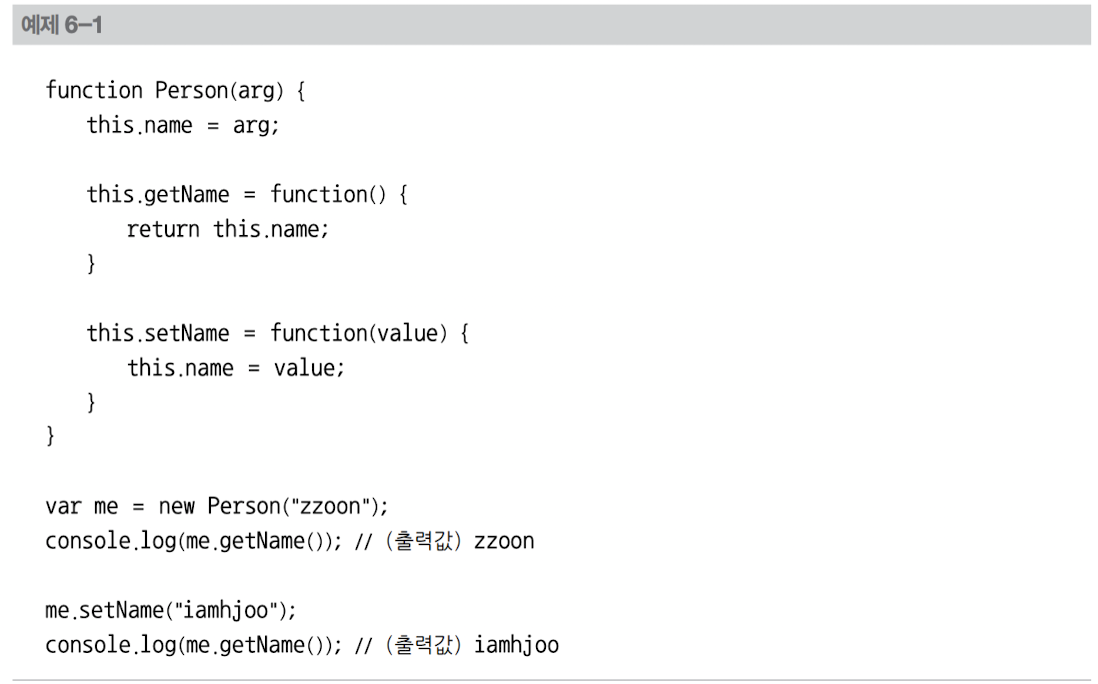 예제 6-1
function Person(arg) {
this.name = arg;
this.getName = function() {
return this.name;
}
this.setName = function(value) {
this.name = value;
}
}
var me = new Person("zzoon");
console.log(me.getName()); // (출력값) zzoon
me.setName("iamhjoo");
console.log(me.getName()); // (출력값) iamhjoo